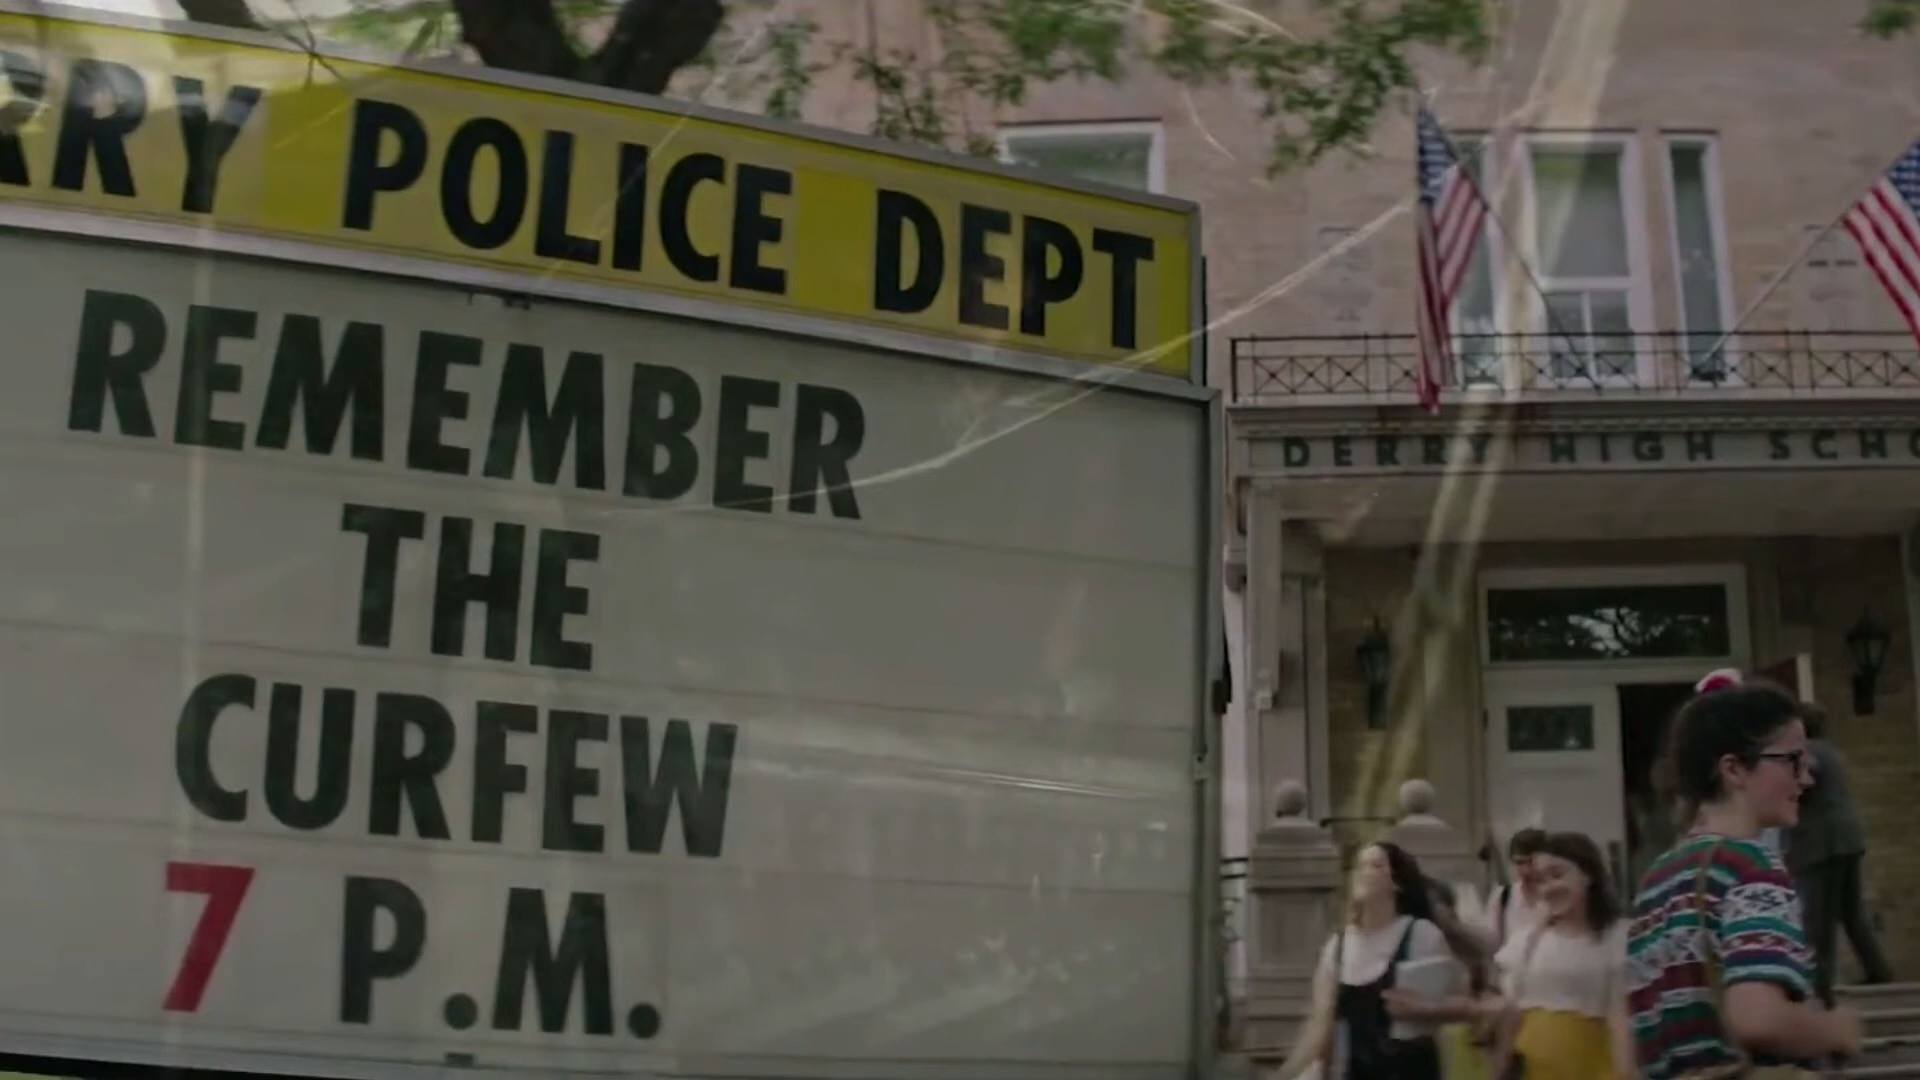 RRY POLICE DEPT
REMEMBER
THE
CURFEW
7 P.M.
DERRY HIGH SCHO